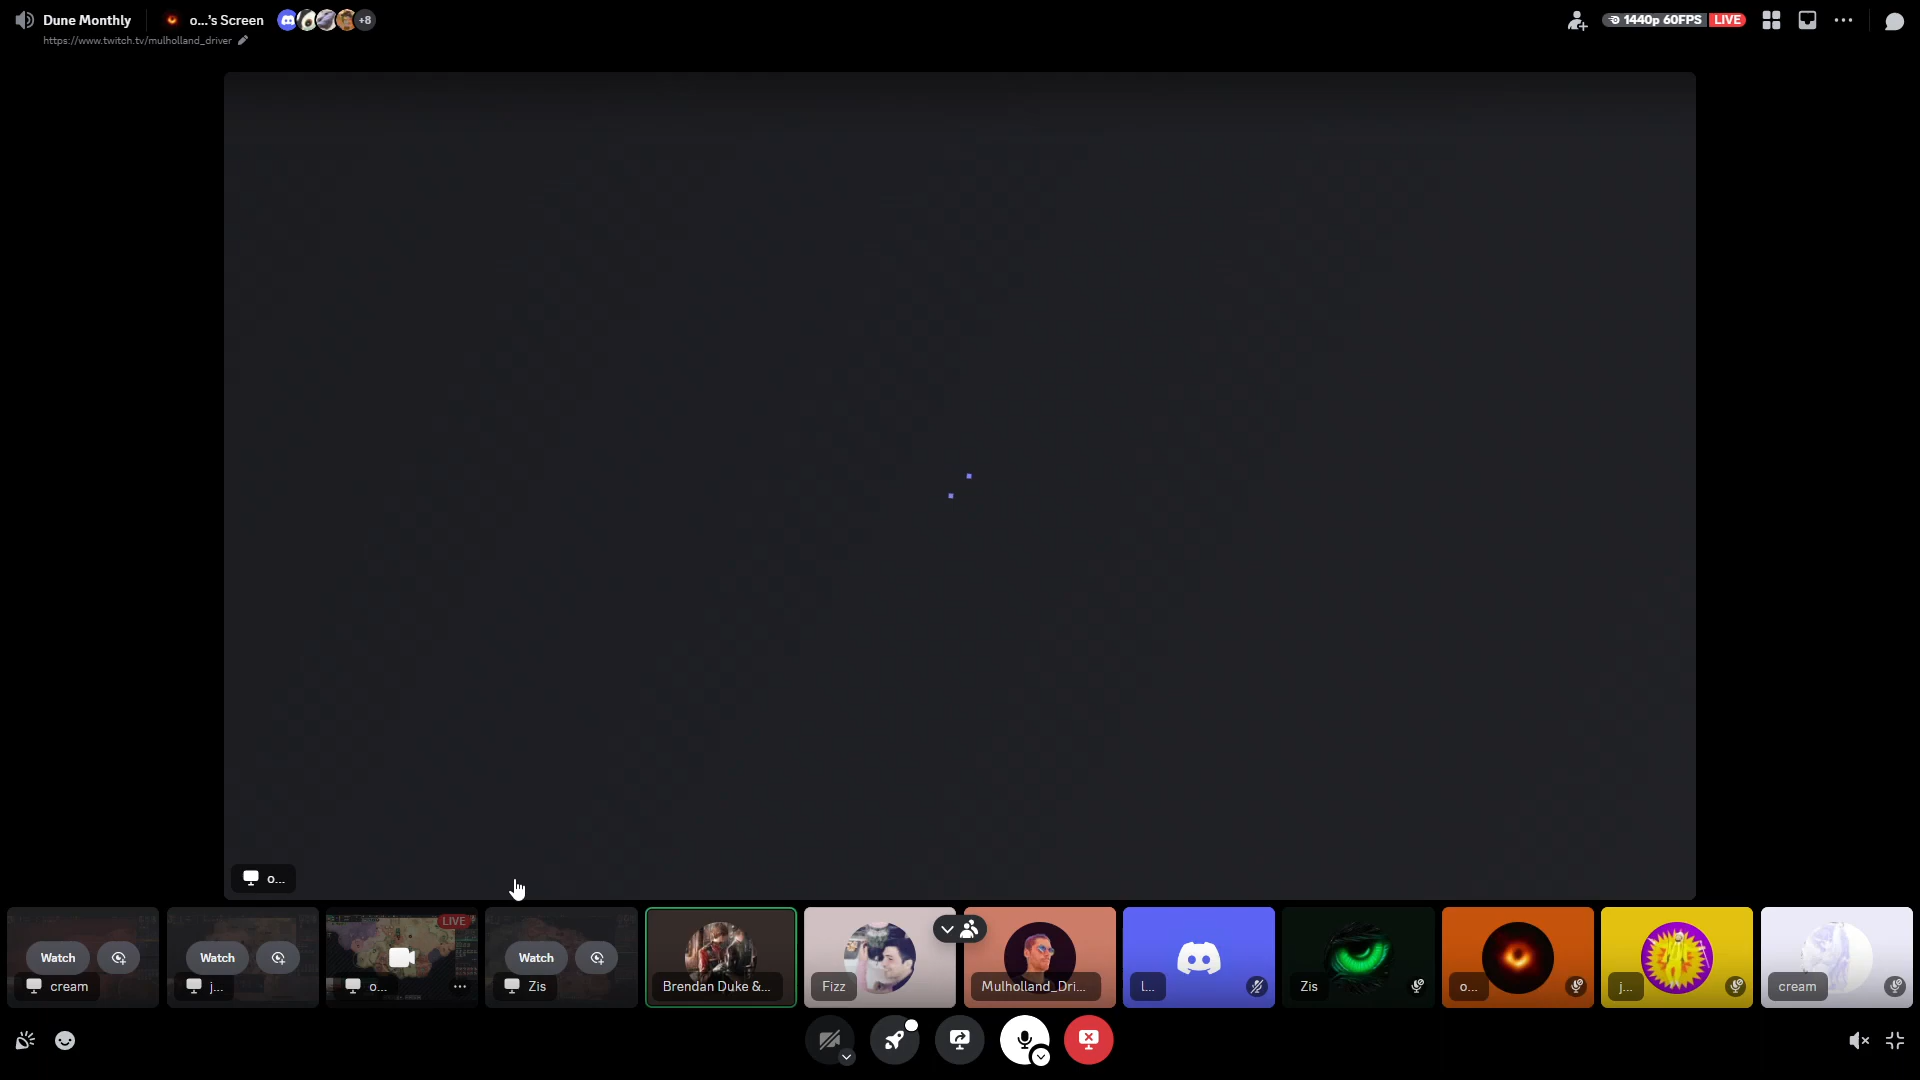 Dune Monthly
o...'s Screen
+8
1440p 60FPS
LIVE
https://www.twitch.tv/mulholland_driver
o...
Watch
cream
Watch
j...
LIVE
o...
Watch
Zis
Brendan Duke &...
Fizz
Mulholland_Dri...
l...
Zis
o...
j...
cream